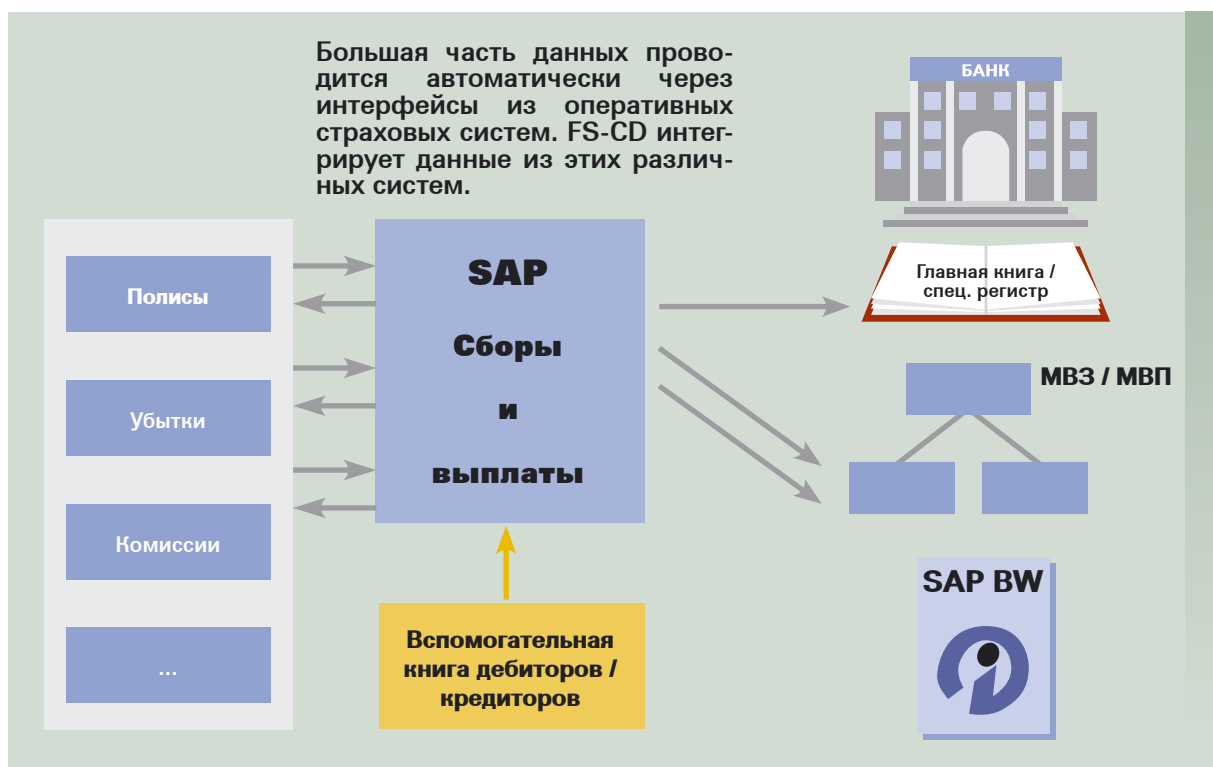 Большая часть данных прово-
дится автоматически через
интерфейсы из оперативных
страховых систем. FS-CD интег-
рирует данные из этих различ-
ных систем.
БАНК
Главная книга /
спец. регистр
Полисы
Убытки
Комиссии
...
SAP
Сборы
и
выплаты
МВЗ / МВП
Вспомогательная
книга дебиторов /
кредиторов
SAP BW